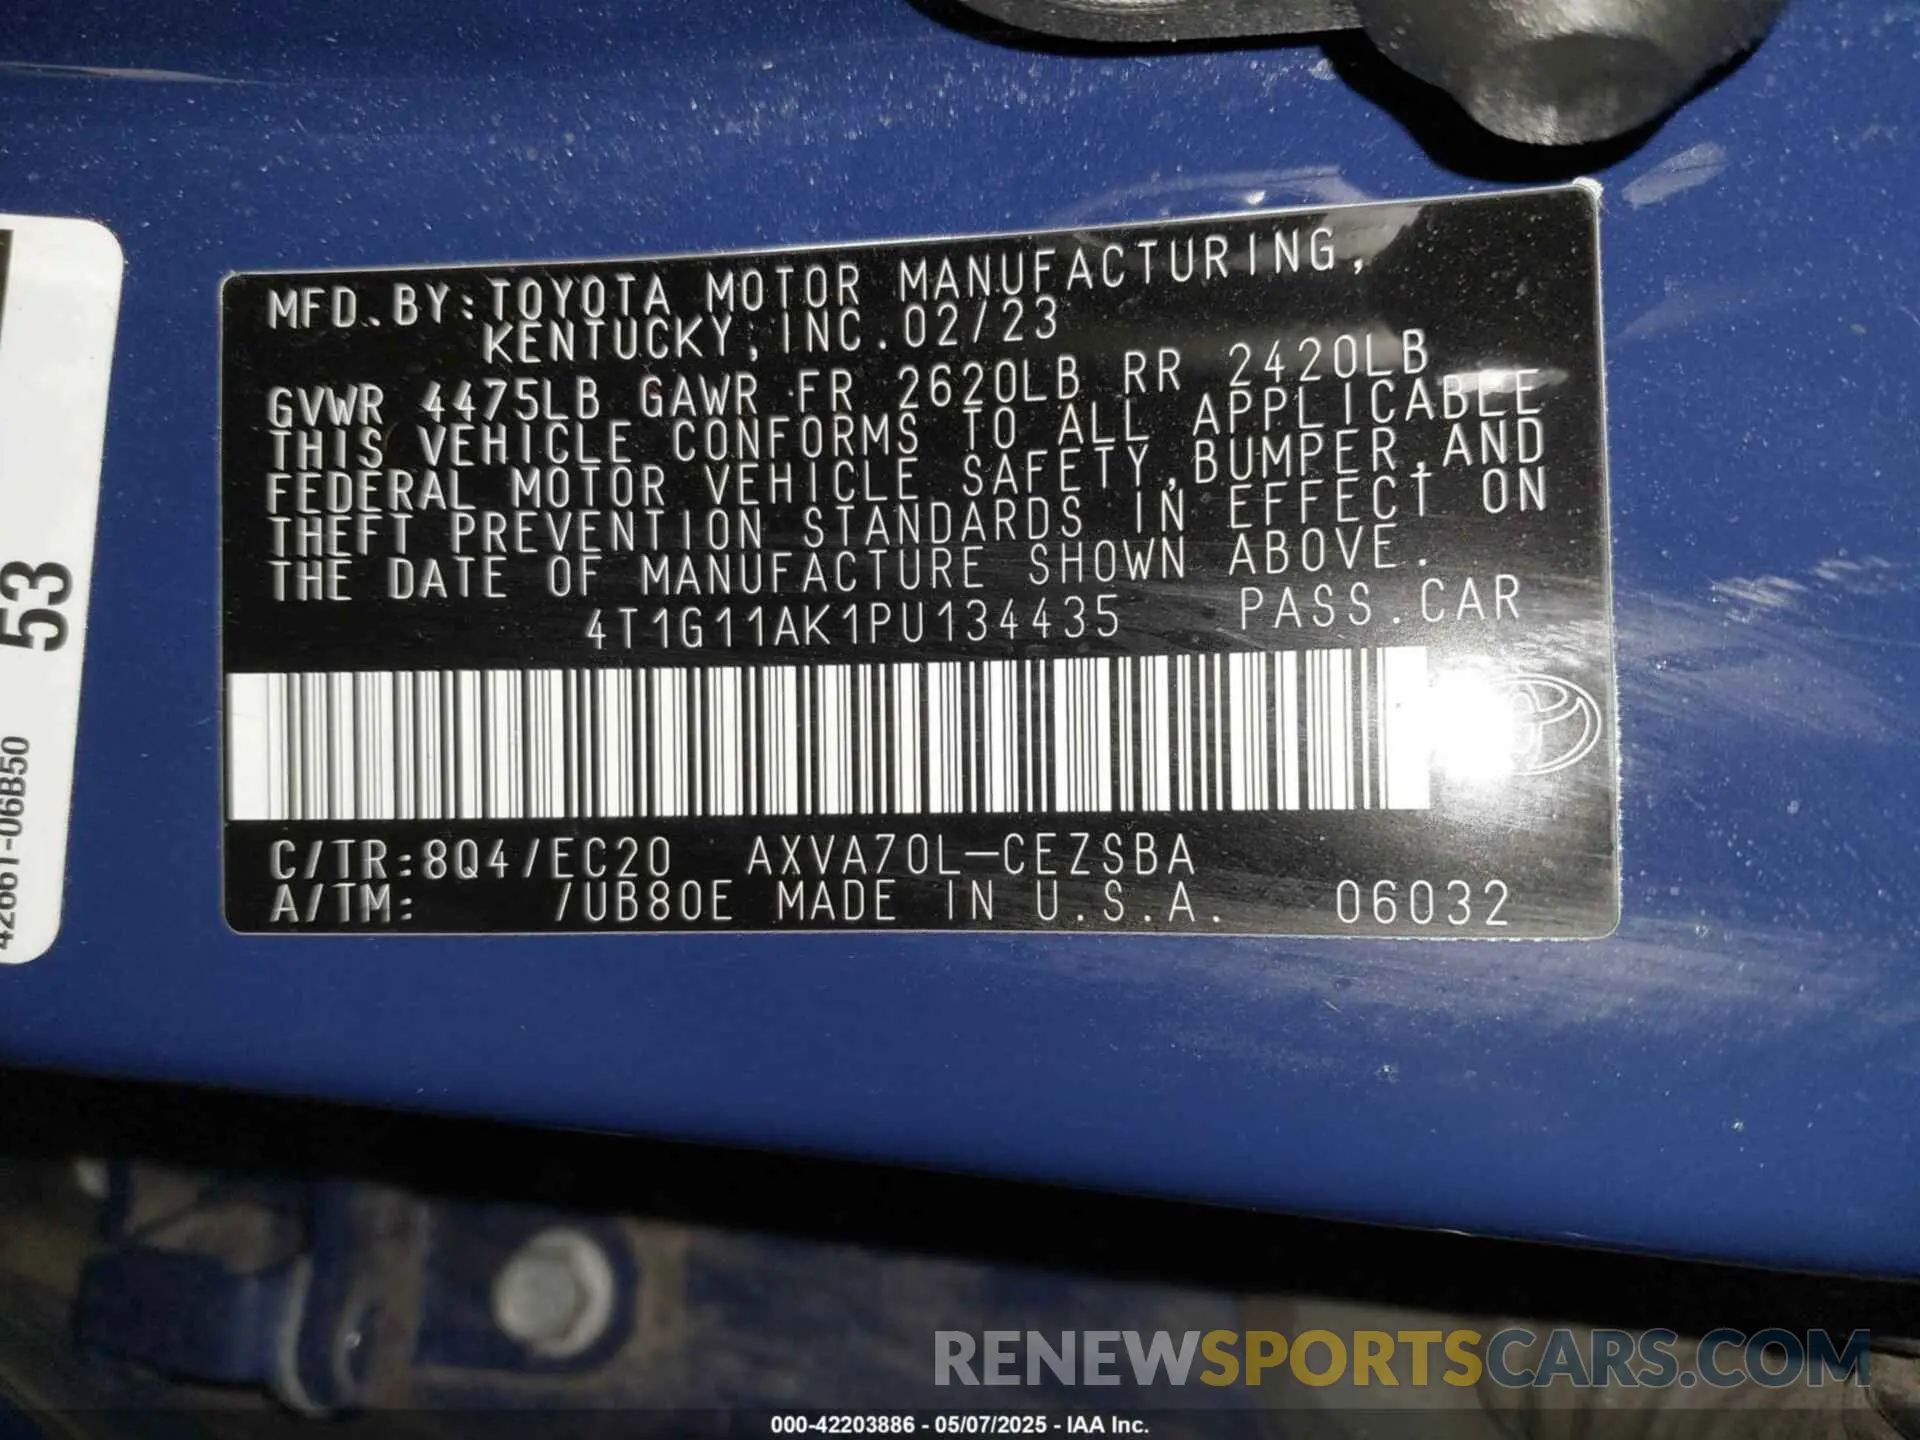 MFD. BY: TOYOTA MOTOR MANUFACTURING,
KENTUCKY, INC. 02/23
GVWR 4475LB GAWR FR 2620LB RR 2420LB
THIS VEHICLE CONFORMS TO ALL APPLICABLE
FEDERAL MOTOR VEHICLE SAFETY, BUMPER, AND
THEFT PREVENTION STANDARDS IN EFFECT ON
THE DATE OF MANUFACTURE SHOWN ABOVE.
4T1G11AK1PU134435 PASS. CAR
C/TR: 8Q4/EC20 AXVA70L-CEZSBA
A/TM: /UB80E MADE IN U.S.A. 06032
53
42661-06B50
RENEWSPORTSCARS.COM
000-42203886 - 05/07/2025 - IAA Inc.